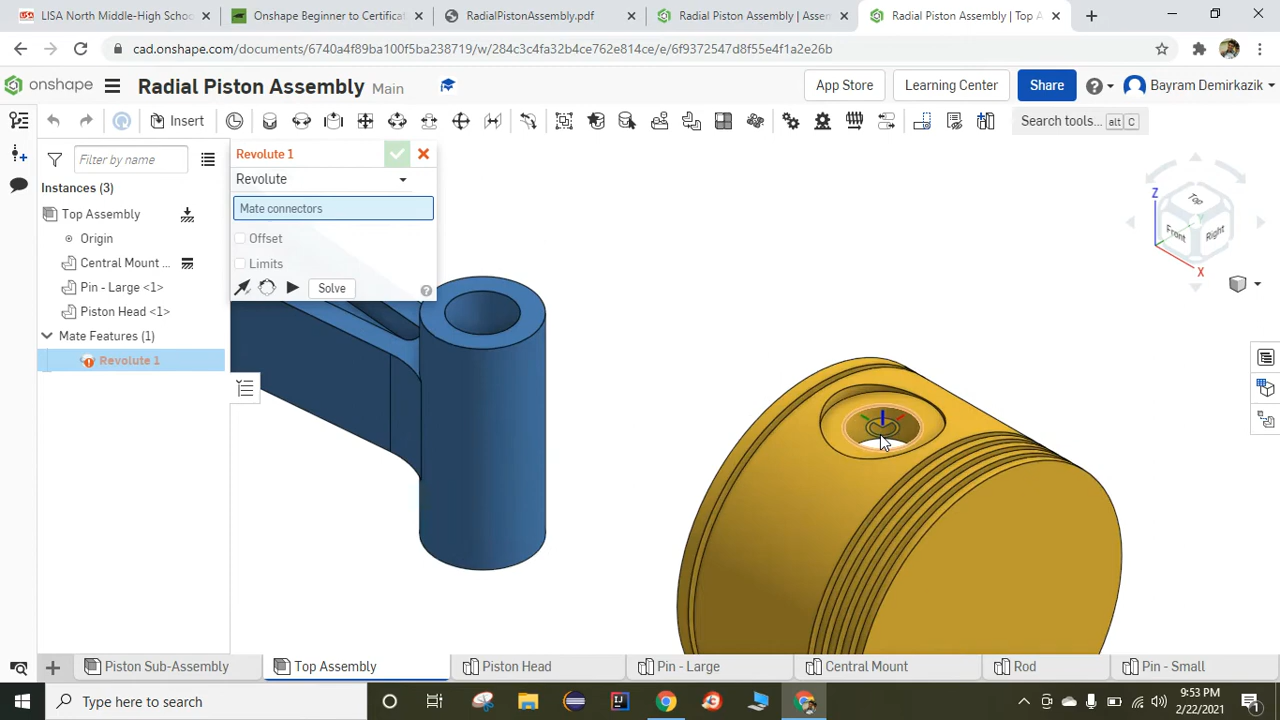 LISA North Middle-High Schoo
Onshape Beginner to Certificat
RadialPistonAssembly.pdf
Radial Piston Assembly | Assem
Radial Piston Assembly | Top A
cad.onshape.com/documents/6740a4f89ba100f5ba238719/w/284c3c4fa32b4ce762e814ce/e/6f9372547d8f55e4f1a2e26b
onshape
Radial Piston Assembly Main
App Store
Learning Center
Share
Bayram Demirkazik
Insert
Search tools... alt C
Filter by name
Instances (3)
Top Assembly
Origin
Central Mount ...
Pin - Large <1>
Piston Head <1>
Mate Features (1)
Revolute 1
Revolute 1
Revolute
Mate connectors
Offset
Limits
Solve
Z
Top
Front
Right
Y
X
Piston Sub-Assembly
Top Assembly
Piston Head
Pin - Large
Central Mount
Rod
Pin - Small
Type here to search
9:53 PM
2/22/2021
1